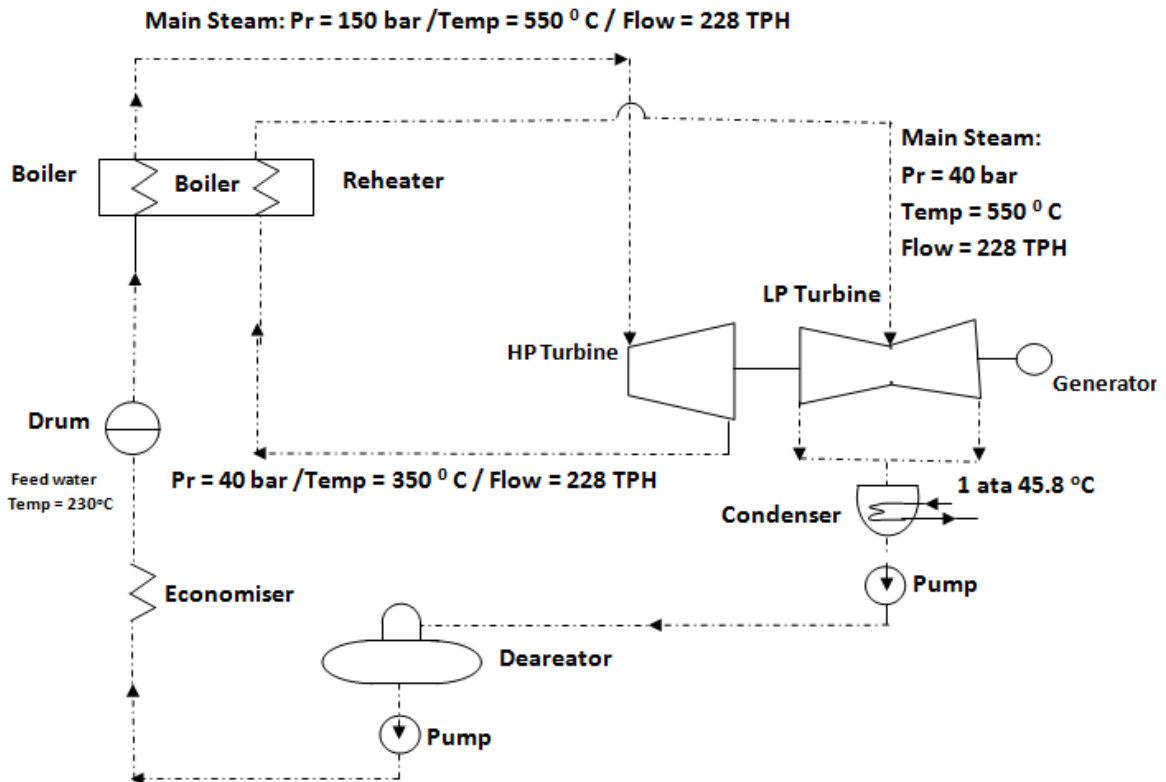 Main Steam: Pr = 150 bar /Temp = 550 ⁰ C / Flow = 228 TPH
Main Steam:
Pr = 40 bar
Temp = 550 ⁰ C
Flow = 228 TPH
Boiler
Boiler
Reheater
LP Turbine
HP Turbine
Generator
Drum
Feed water
Temp = 230ᵒC
Pr = 40 bar /Temp = 350 ⁰ C / Flow = 228 TPH
1 ata 45.8 ᵒC
Condenser
Pump
Economiser
Deareator
Pump